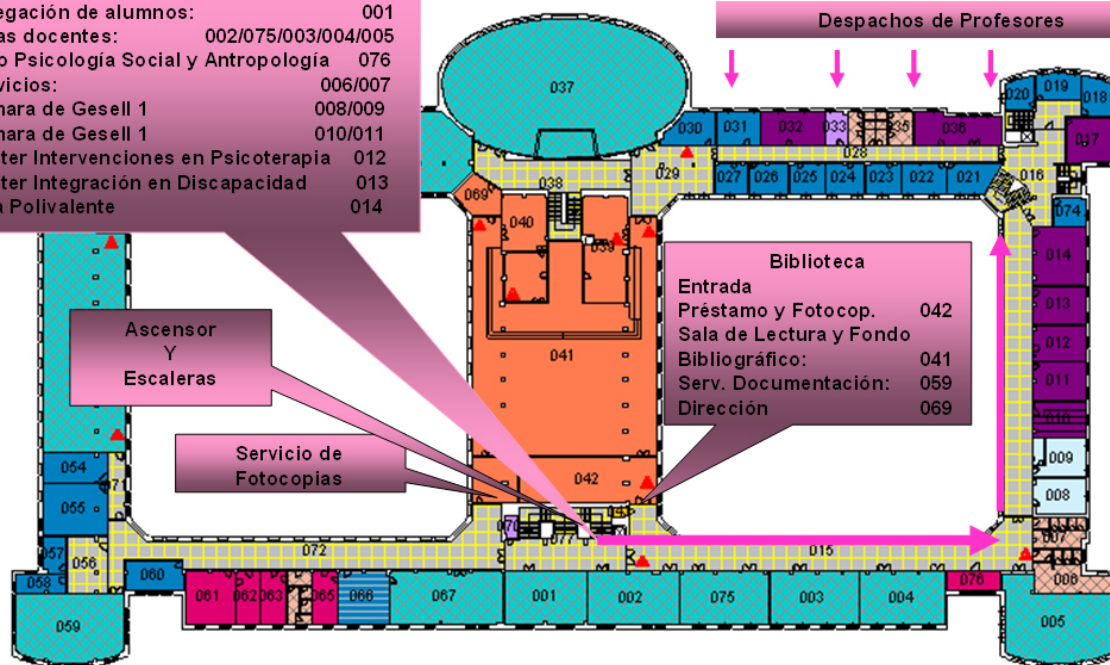 egación de alumnos: 001
as docentes: 002/075/003/004/005
o Psicología Social y Antropología 076
vicios: 006/007
mara de Gesell 1 008/009
mara de Gesell 1 010/011
ter Intervenciones en Psicoterapia 012
ter Integración en Discapacidad 013
a Polivalente 014
Despachos de Profesores
Ascensor
Y
Escaleras
Servicio de
Fotocopias
Biblioteca
Entrada
Préstamo y Fotocop. 042
Sala de Lectura y Fondo
Bibliográfico: 041
Serv. Documentación: 059
Dirección 069
037
030
031
032
033
35
036
020
019
018
017
028
038
029
027
026
025
024
023
022
021
016
069
040
039
074
014
013
012
011
010
009
008
007
006
041
042
054
055
71
057
056
058
072
70
077
015
060
061
062
063
065
066
067
001
002
075
003
004
076
005
059